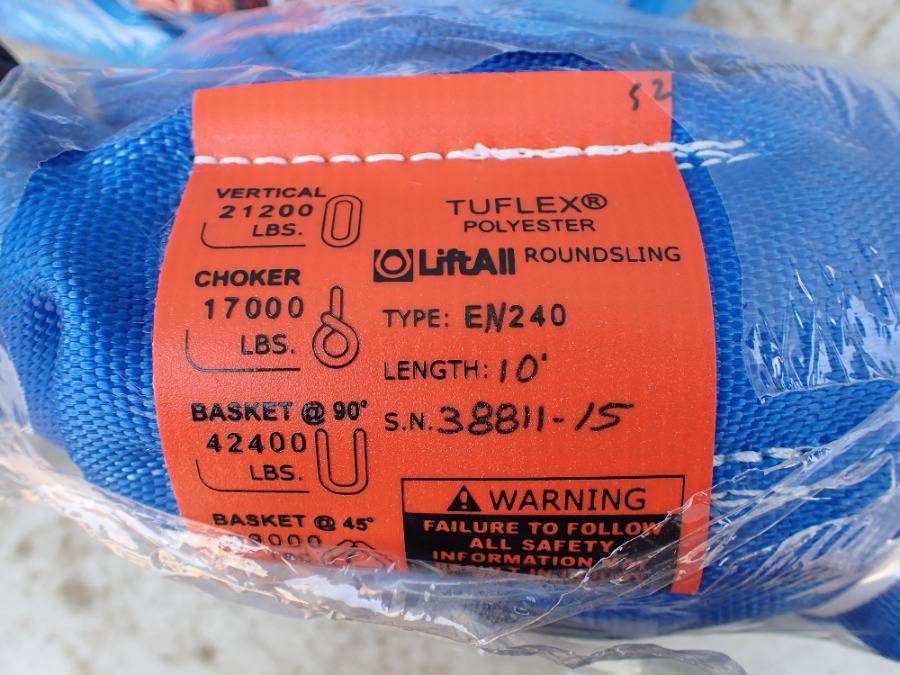 52
VERTICAL
21200
LBS.
CHOKER
17000
LBS.
BASKET @ 90°
42400
LBS.
BASKET @ 45°
TUFLEX®
POLYESTER
LiftAll ROUNDSLING
TYPE: EN240
LENGTH: 10'
S.N. 38811-15
WARNING
FAILURE TO FOLLOW
ALL SAFETY
INFORMATION